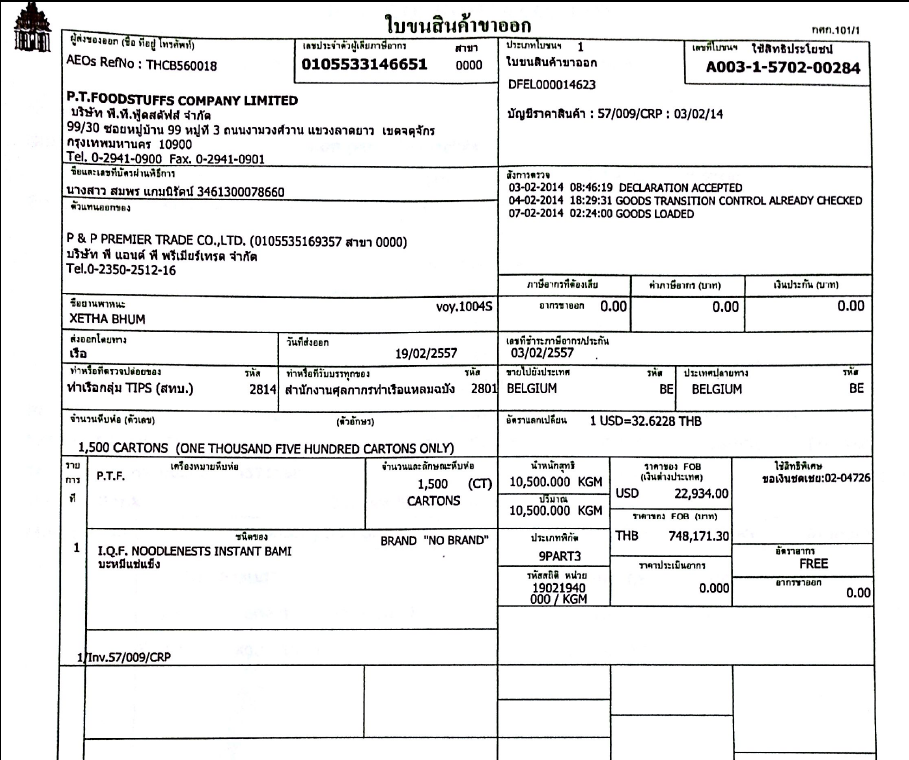 ใบขนสินค้าขาออก
กศก.101/1
ผู้ส่งของออก (ชื่อ ที่อยู่ โทรศัพท์)
AEOs RefNo : THCB560018
เลขประจำตัวผู้เสียภาษีอากร สาขา
0105533146651 0000
ประเภทใบขนฯ 1
ใบขนสินค้าขาออก
DFEL000014623
เลขที่ใบขนฯ ใช้สิทธิประโยชน์
A003-1-5702-00284
P.T.FOODSTUFFS COMPANY LIMITED
บริษัท พี.ที.ฟู้ดสตัฟส์ จำกัด
99/30 ซอยหมู่บ้าน 99 หมู่ที่ 3 ถนนงามวงศ์วาน แขวงลาดยาว เขตจตุจักร
กรุงเทพมหานคร 10900
Tel. 0-2941-0900 Fax. 0-2941-0901
บัญชีราคาสินค้า : 57/009/CRP : 03/02/14
ชื่อและเลขที่บัตรผ่านพิธีการ
นางสาว สมพร แกมนิรัตน์ 3461300078660
สั่งการตรวจ
03-02-2014 08:46:19 DECLARATION ACCEPTED
04-02-2014 18:29:31 GOODS TRANSITION CONTROL ALREADY CHECKED
07-02-2014 02:24:00 GOODS LOADED
ตัวแทนออกของ
P & P PREMIER TRADE CO.,LTD. (0105535169357 สาขา 0000)
บริษัท พี แอนด์ พี พรีเมียร์เทรด จำกัด
Tel.0-2350-2512-16
ภาษีอากรที่ต้องเสีย
ค่าภาษีอากร (บาท)
เงินประกัน (บาท)
อากรขาออก 0.00
0.00
0.00
ชื่อยานพาหนะ
voy.1004S
XETHA BHUM
ส่งออกโดยทาง
เรือ
วันที่ส่งออก
19/02/2557
เลขที่ชำระภาษีอากร/ประกัน
03/02/2557
ท่าหรือที่ตรวจปล่อยของ รหัส
ท่าเรือกลุ่ม TIPS (สทบ.) 2814
ท่าหรือที่รับบรรทุกของ รหัส
สำนักงานศุลกากรท่าเรือแหลมฉบัง 2801
ขายไปยังประเทศ รหัส
BELGIUM BE
ประเทศปลายทาง รหัส
BELGIUM BE
จำนวนหีบห่อ (ตัวเลข) (ตัวอักษร)
1,500 CARTONS (ONE THOUSAND FIVE HUNDRED CARTONS ONLY)
อัตราแลกเปลี่ยน 1 USD=32.6228 THB
ราย
การ
ที่
เครื่องหมายหีบห่อ
P.T.F.
จำนวนและลักษณะหีบห่อ
1,500 (CT)
CARTONS
น้ำหนักสุทธิ
10,500.000 KGM
ปริมาณ
10,500.000 KGM
ราคาของ FOB
(เงินต่างประเทศ)
USD 22,934.00
ราคาของ FOB (บาท)
THB 748,171.30
ใช้สิทธิพิเศษ
ขอเงินชดเชย:02-04726
1
ชนิดของ
BRAND "NO BRAND"
I.Q.F. NOODLENESTS INSTANT BAMI
บะหมี่แช่แข็ง
ประเภทพิกัด
9PART3
รหัสสถิติ หน่วย
19021940
000 / KGM
ราคาประเมินอากร
0.000
อัตราอากร
FREE
อากรขาออก
0.00
1/Inv.57/009/CRP